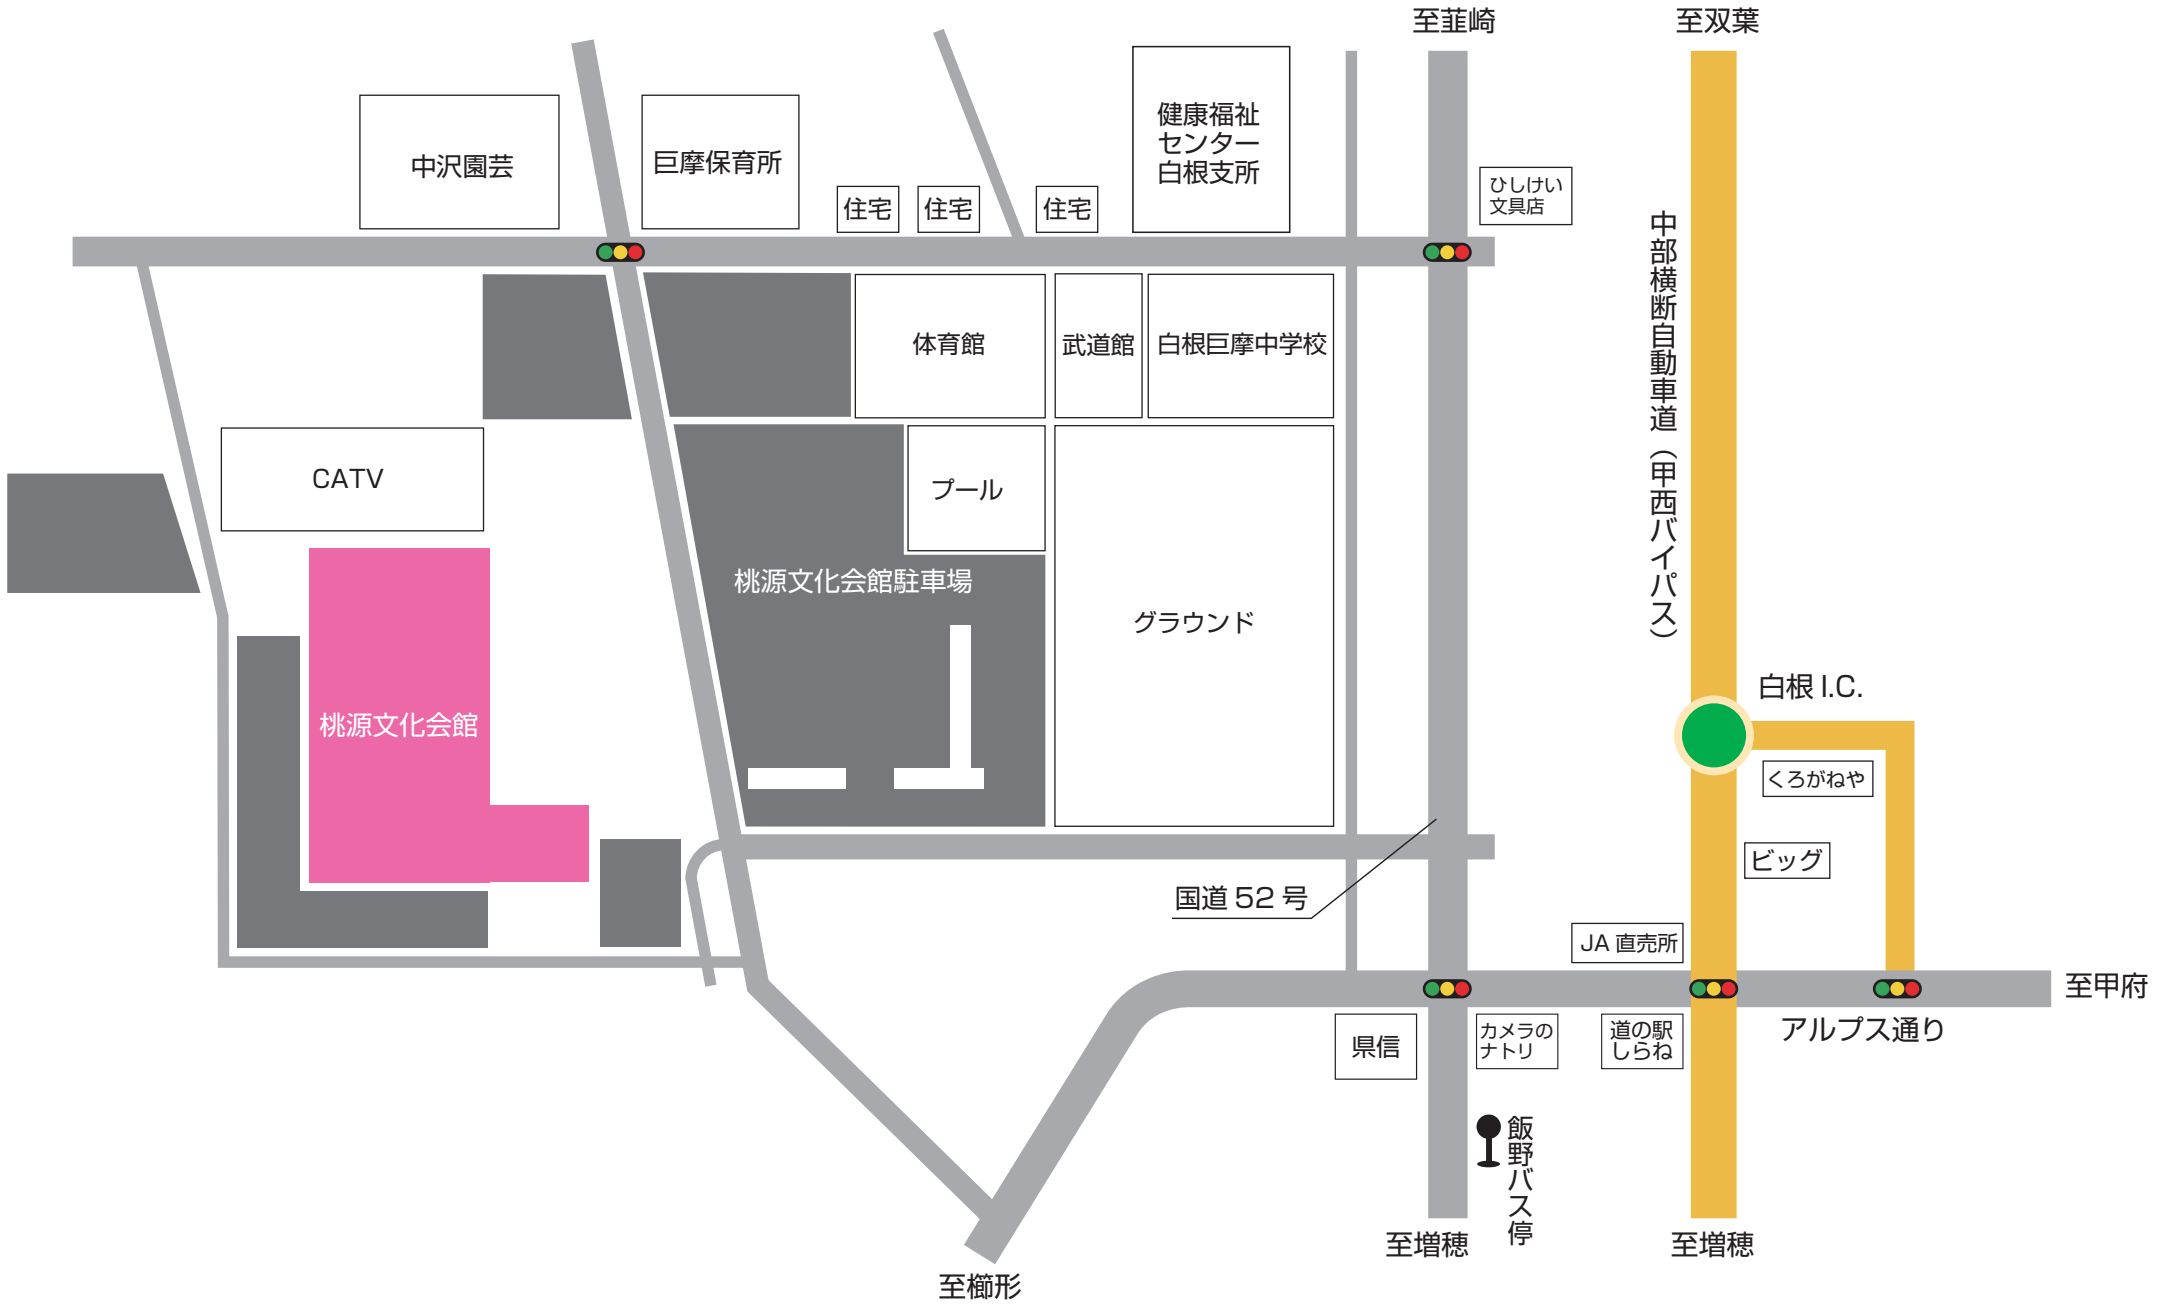 至韮崎
至双葉
中沢園芸
巨摩保育所
住宅
住宅
住宅
健康福祉
センター
白根支所
ひしけい
文具店
中部横断自動車道（甲西バイパス）
体育館
武道館
白根巨摩中学校
CATV
プール
桃源文化会館駐車場
グラウンド
桃源文化会館
白根 I.C.
くろがねや
ビッグ
国道 52 号
JA 直売所
至甲府
アルプス通り
県信
カメラの
ナトリ
道の駅
しらね
飯野バス停
至増穂
至増穂
至櫛形